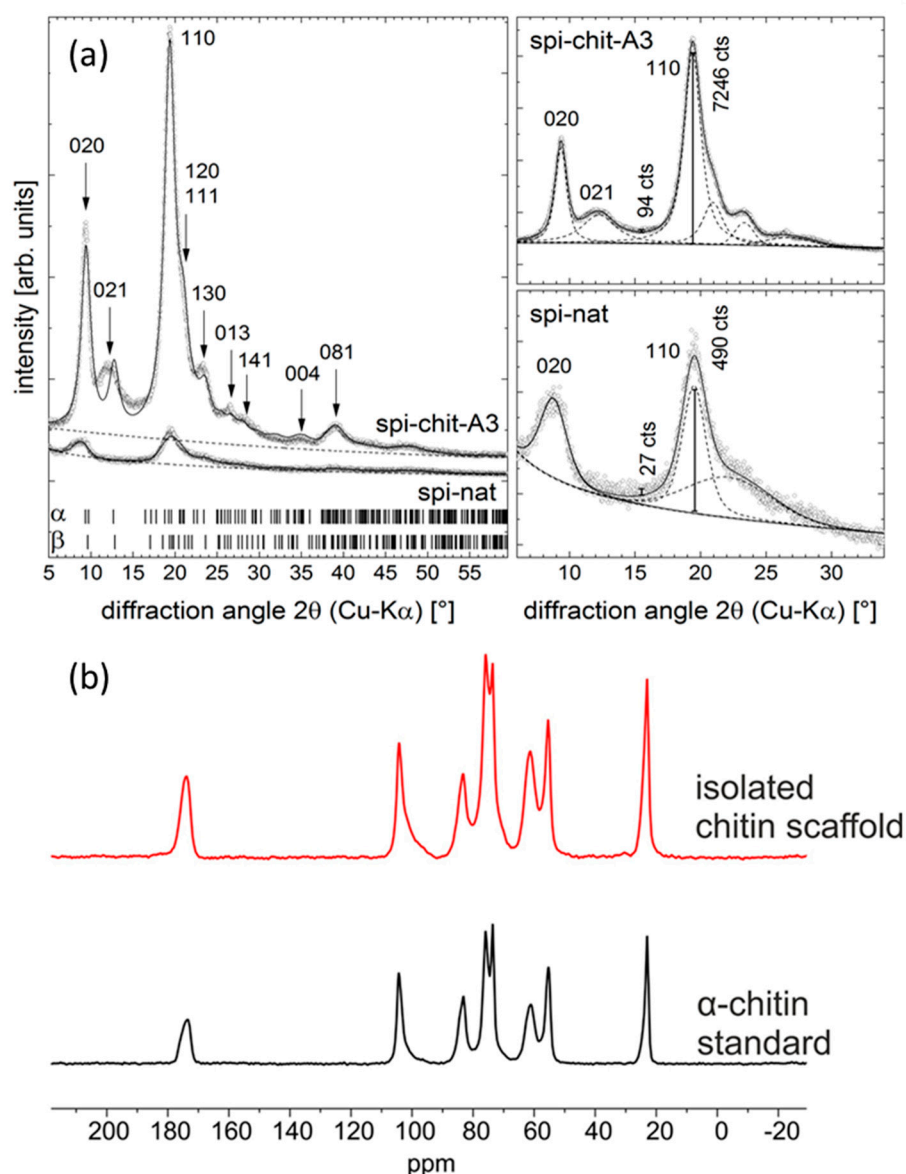 (a)
intensity [arb. units]
020
021
110
120
111
130
013
141
004
081
spi-chit-A3
spi-nat
α
β
5 10 15 20 25 30 35 40 45 50 55
diffraction angle 2θ (Cu-Kα) [°]
spi-chit-A3
020
021
94 cts
110
7246 cts
spi-nat
020
27 cts
110
490 cts
10 15 20 25 30
diffraction angle 2θ (Cu-Kα) [°]
(b)
isolated
chitin scaffold
α-chitin
standard
200 180 160 140 120 100 80 60 40 20 0 -20
ppm